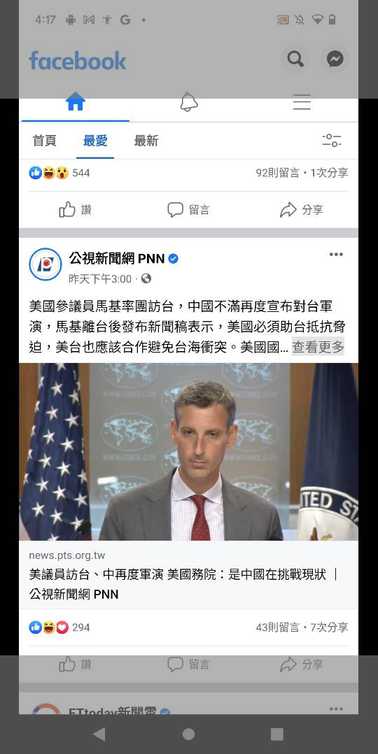 4:17
facebook
首頁 最愛 最新
544 92則留言·1次分享
讚 留言 分享
公視新聞網 PNN
昨天下午3:00 ·
美國參議員馬基率團訪台，中國不滿再度宣布對台軍
演，馬基離台後發布新聞稿表示，美國必須助台抵抗脅
迫，美台也應該合作避免台海衝突。美國國... 查看更多
TED STA
news.pts.org.tw
美議員訪台、中再度軍演 美國務院：是中國在挑戰現狀 ｜
公視新聞網 PNN
294 43則留言·7次分享
讚 留言 分享
ETtoday新聞雲